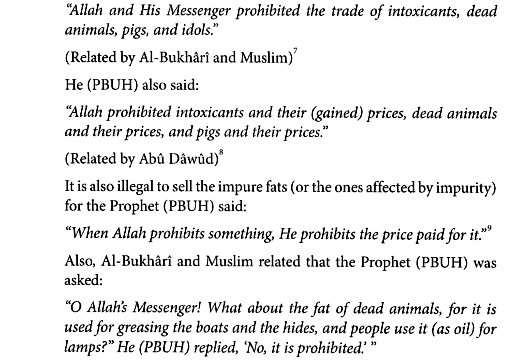 “Allah and His Messenger prohibited the trade of intoxicants, dead
animals, pigs, and idols.”
(Related by Al-Bukhârî and Muslim)⁷
He (PBUH) also said:
“Allah prohibited intoxicants and their (gained) prices, dead animals
and their prices, and pigs and their prices.”
(Related by Abû Dâwûd)⁸
It is also illegal to sell the impure fats (or the ones affected by impurity)
for the Prophet (PBUH) said:
“When Allah prohibits something, He prohibits the price paid for it.”⁹
Also, Al-Bukhârî and Muslim related that the Prophet (PBUH) was
asked:
“O Allah’s Messenger! What about the fat of dead animals, for it is
used for greasing the boats and the hides, and people use it (as oil) for
lamps?” He (PBUH) replied, ‘No, it is prohibited.’ ”